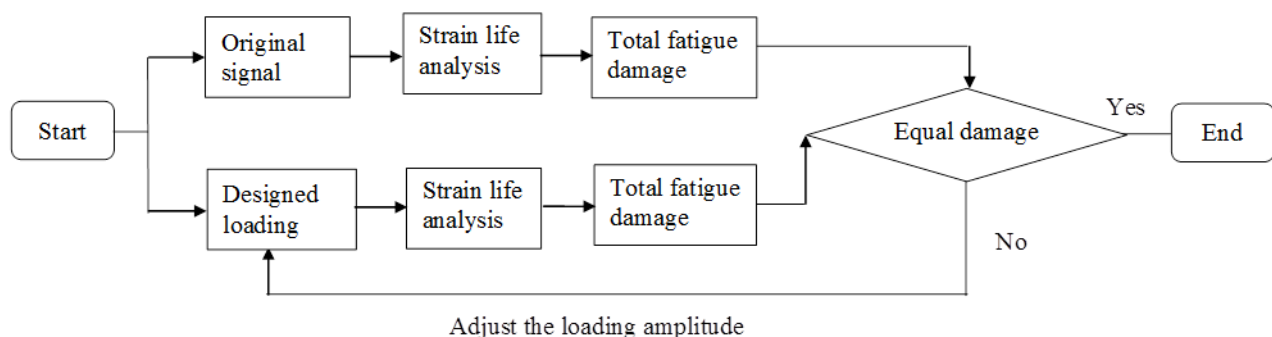 Original
signal
Strain life
analysis
Total fatigue
damage
Start
Equal damage
Yes
End
Designed
loading
Strain life
analysis
Total fatigue
damage
No
Adjust the loading amplitude